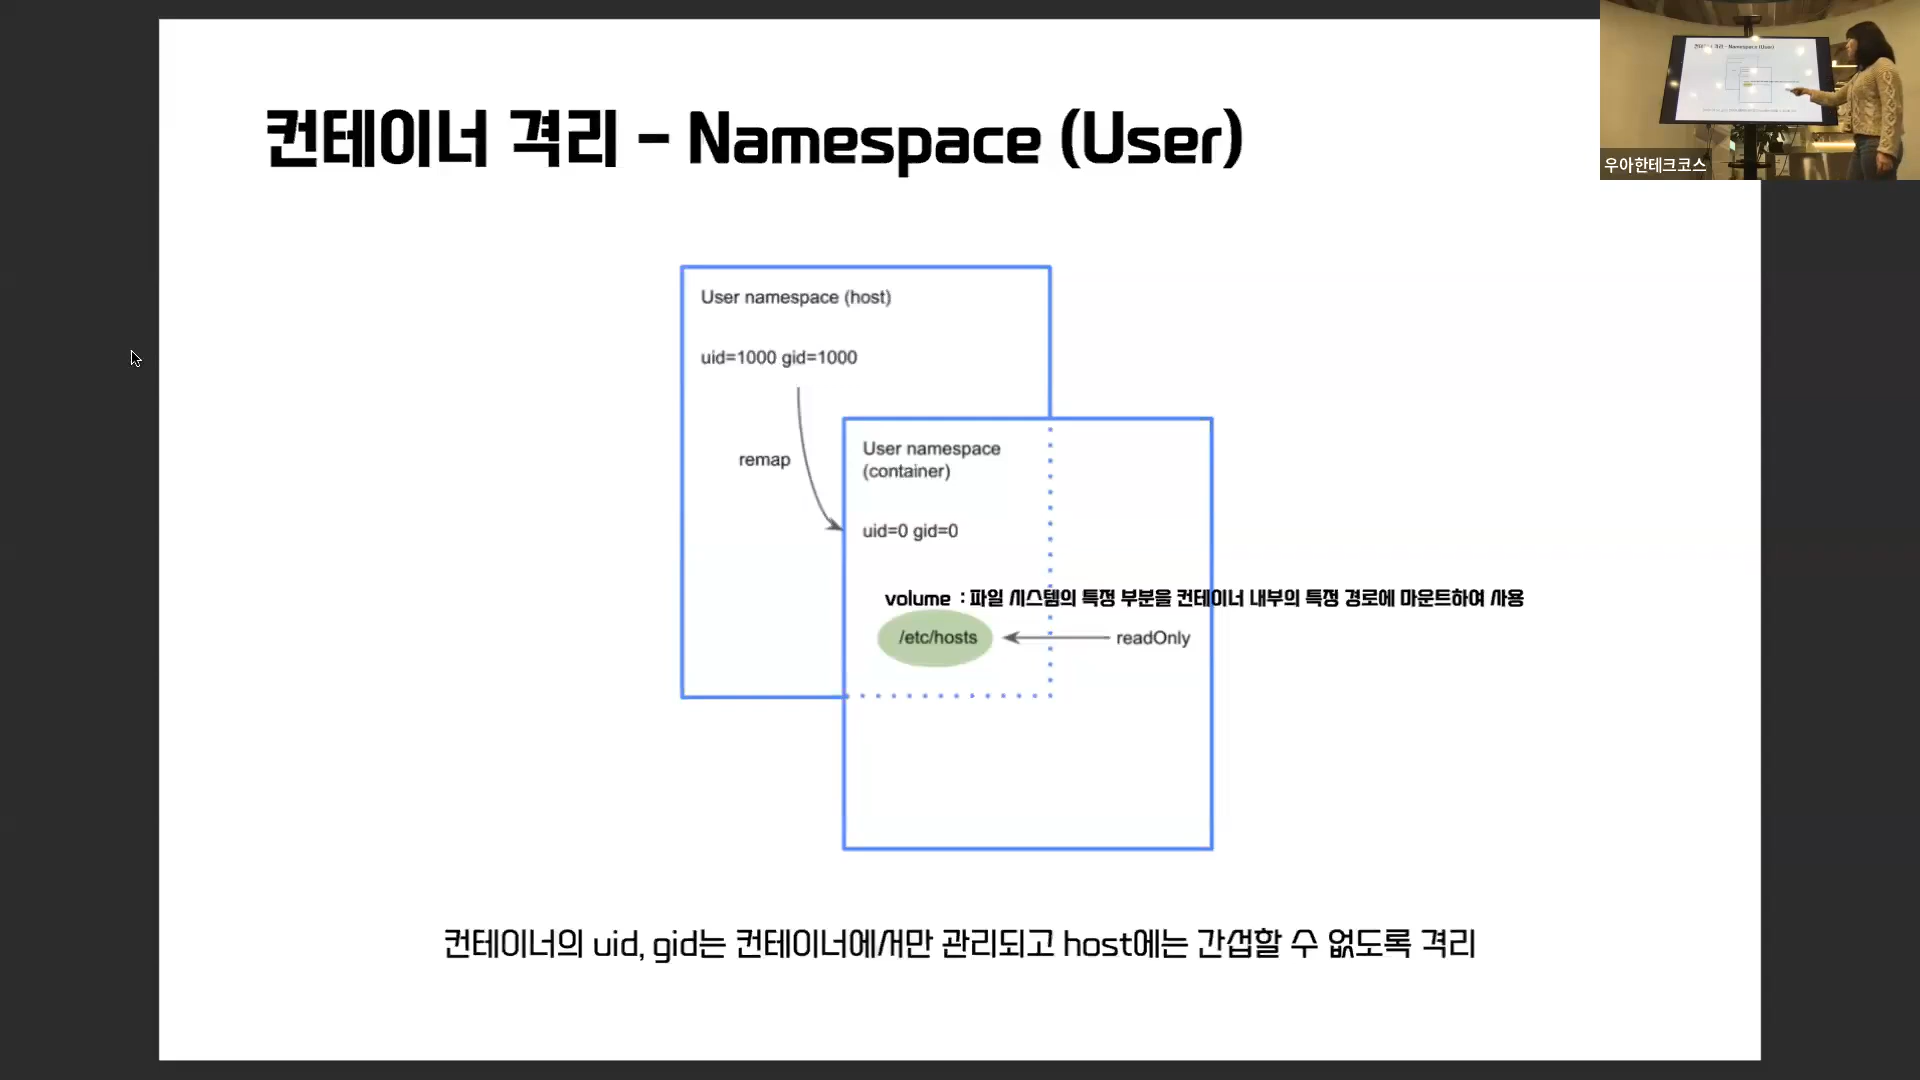 컨테이너 격리 - Namespace (User)
우아한테크코스
User namespace (host)
uid=1000 gid=1000
remap
User namespace
(container)
uid=0 gid=0
volume : 파일 시스템의 특정 부분을 컨테이너 내부의 특정 경로에 마운트하여 사용
/etc/hosts
readOnly
컨테이너의 uid, gid는 컨테이너에서만 관리되고 host에는 간섭할 수 없도록 격리